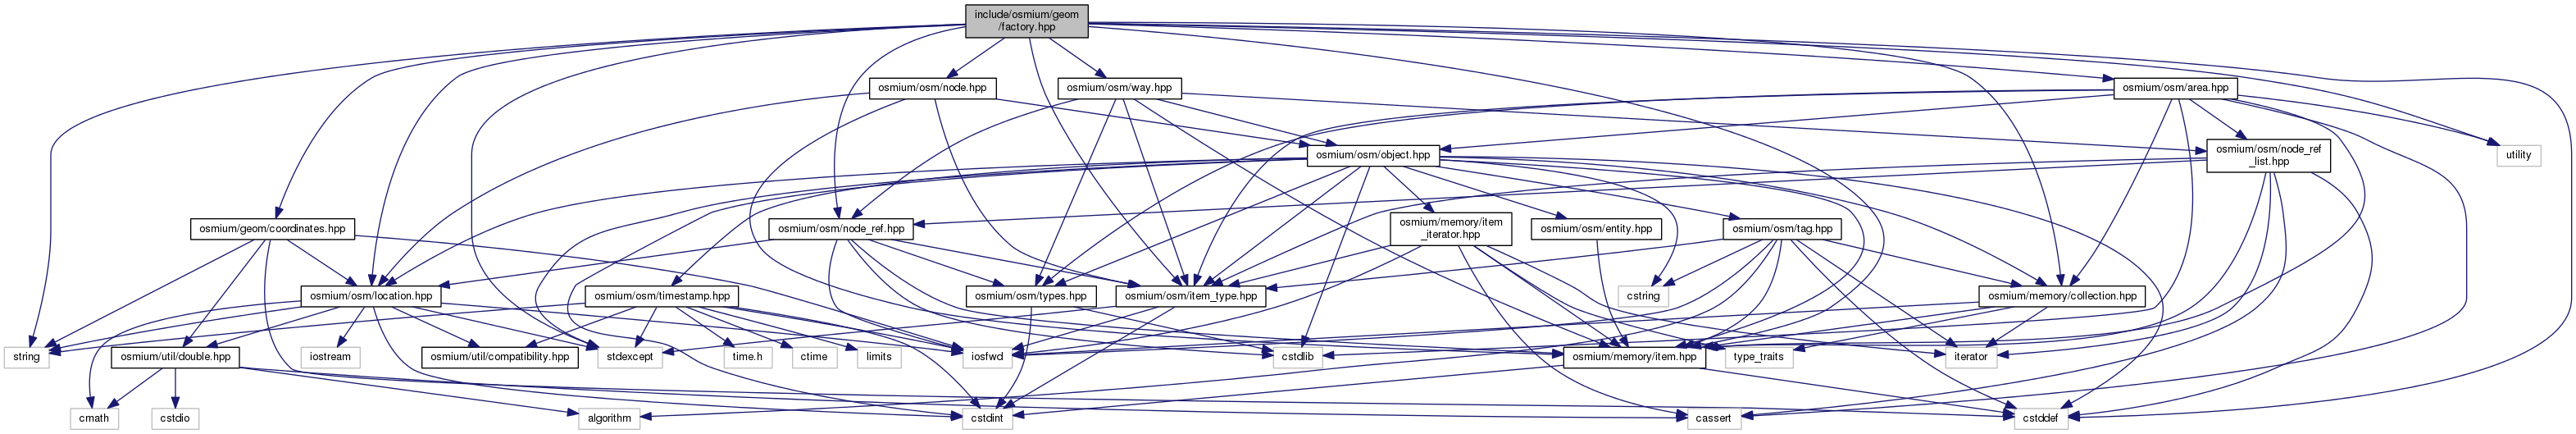 include/osmium/geom
/factory.hpp
osmium/osm/node.hpp
osmium/osm/way.hpp
osmium/osm/area.hpp
osmium/osm/object.hpp
osmium/osm/node_ref
_list.hpp
utility
osmium/geom/coordinates.hpp
osmium/osm/node_ref.hpp
osmium/memory/item
_iterator.hpp
osmium/osm/entity.hpp
osmium/osm/tag.hpp
osmium/osm/location.hpp
osmium/osm/timestamp.hpp
osmium/osm/types.hpp
osmium/osm/item_type.hpp
cstring
osmium/memory/collection.hpp
string
osmium/util/double.hpp
iostream
osmium/util/compatibility.hpp
stdexcept
time.h
ctime
limits
iosfwd
cstdlib
osmium/memory/item.hpp
type_traits
iterator
cmath
cstdio
algorithm
cstdint
cassert
cstddef